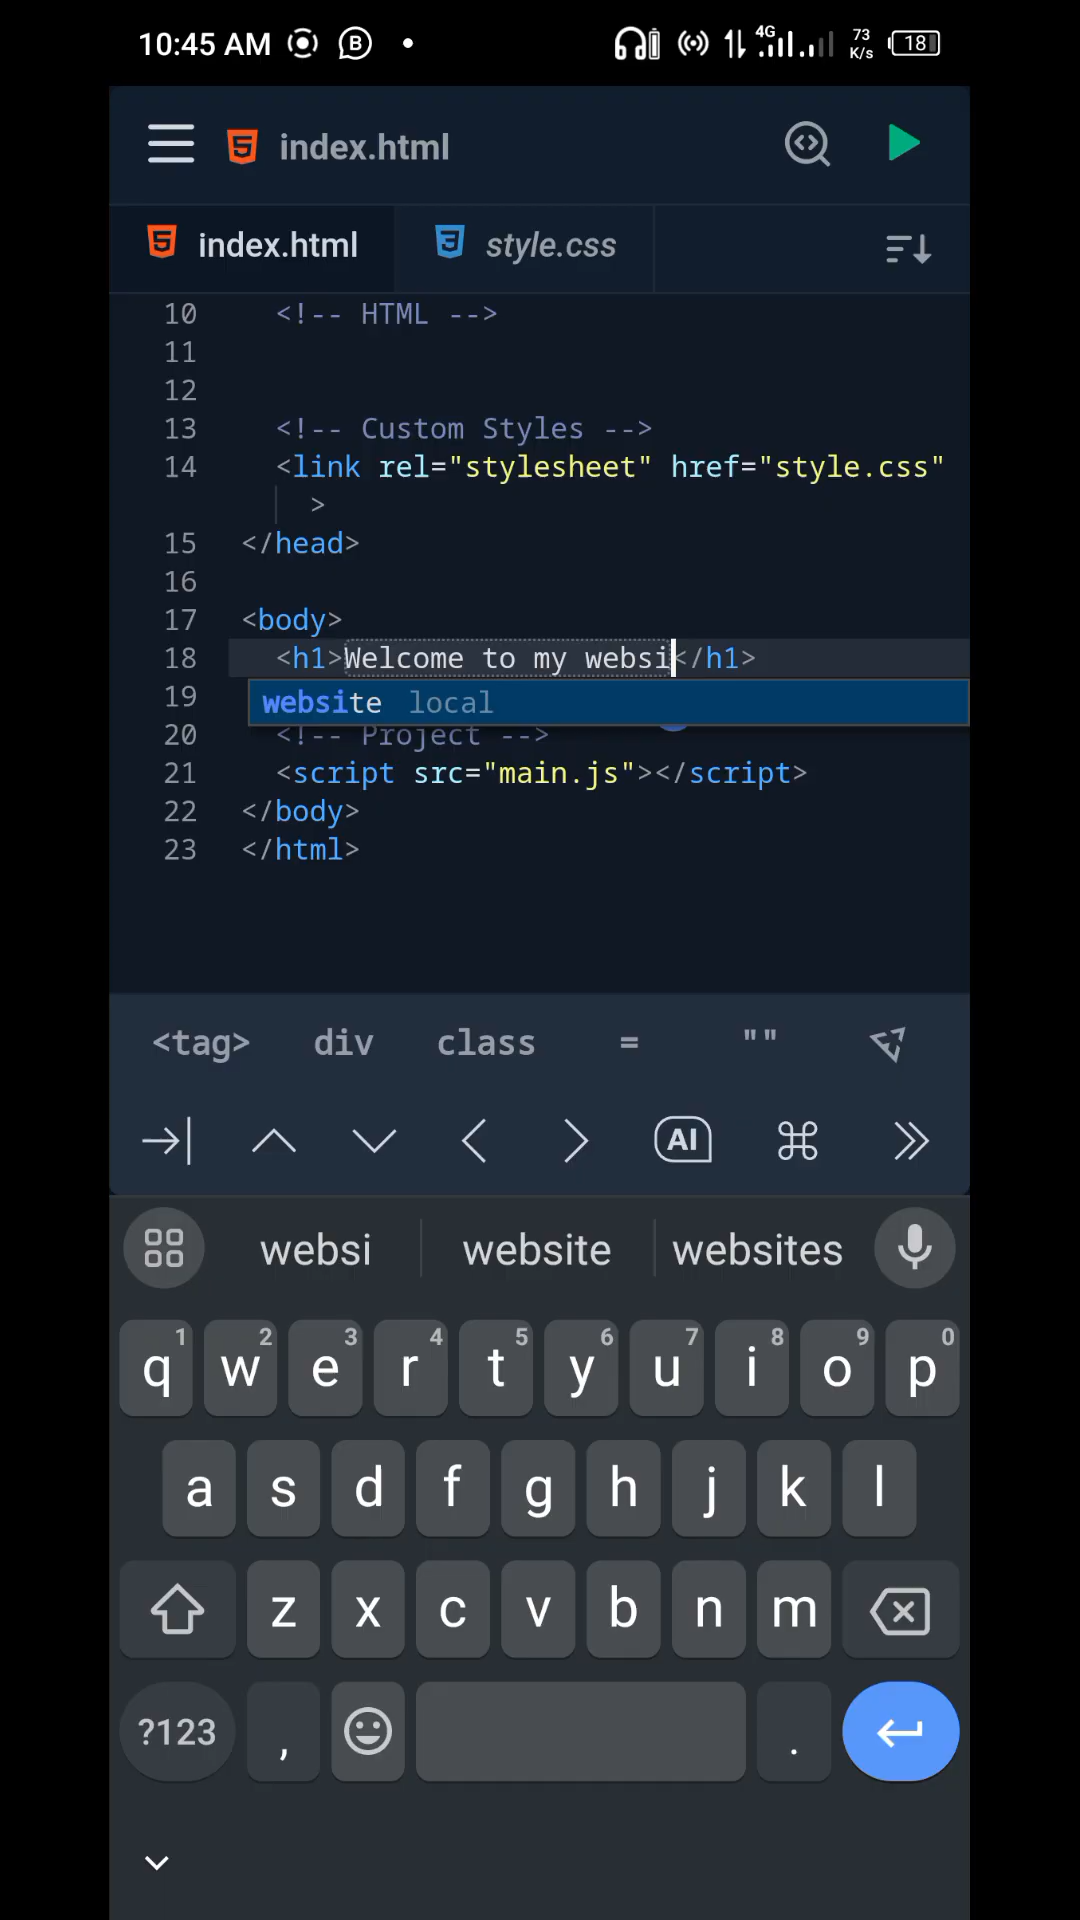 10:45 AM B 4G 73 K/s 18
index.html
index.html style.css
10 <!-- HTML -->
11
12
13 <!-- Custom Styles -->
14 <link rel="stylesheet" href="style.css"
>
15 </head>
16
17 <body>
18 <h1>Welcome to my websi</h1>
19 website local
20 <!-- Project -->
21 <script src="main.js"></script>
22 </body>
23 </html>
<tag> div class = ""
AI
websi website websites
1 2 3 4 5 6 7 8 9 0
q w e r t y u i o p
a s d f g h j k l
z x c v b n m
?123 , .